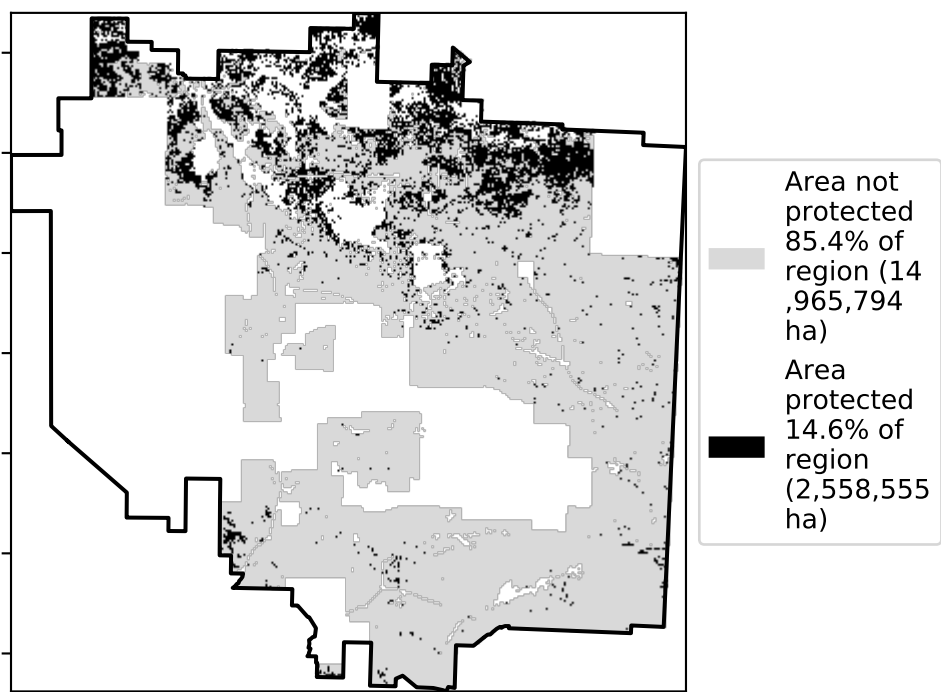 Area not
protected
85.4% of
region (14
,965,794
ha)
Area
protected
14.6% of
region
(2,558,555
ha)